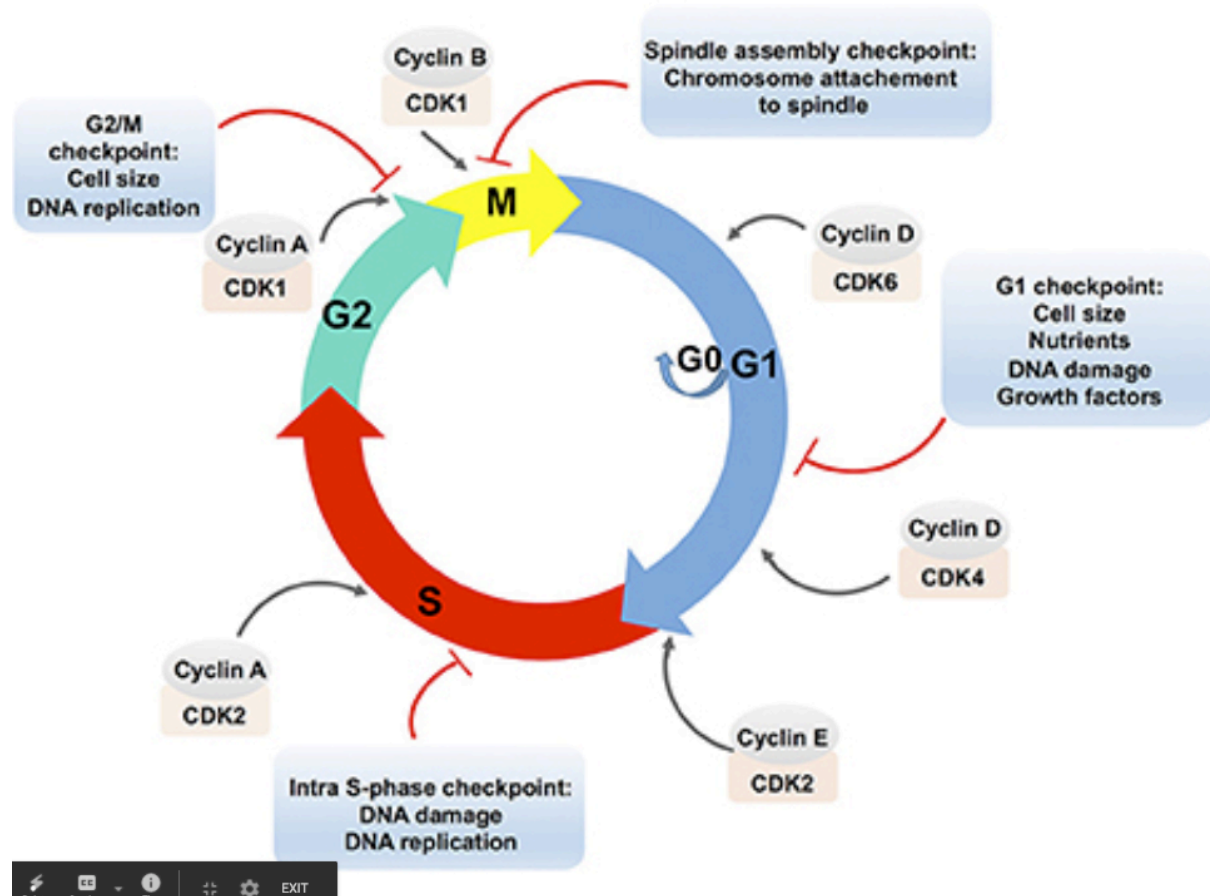 Cyclin B
CDK1
Spindle assembly checkpoint:
Chromosome attachement
to spindle
G2/M
checkpoint:
Cell size
DNA replication
Cyclin A
CDK1
M
Cyclin D
CDK6
G2
G0
G1
G1 checkpoint:
Cell size
Nutrients
DNA damage
Growth factors
Cyclin D
CDK4
S
Cyclin A
CDK2
Cyclin E
CDK2
Intra S-phase checkpoint:
DNA damage
DNA replication
CC
EXIT